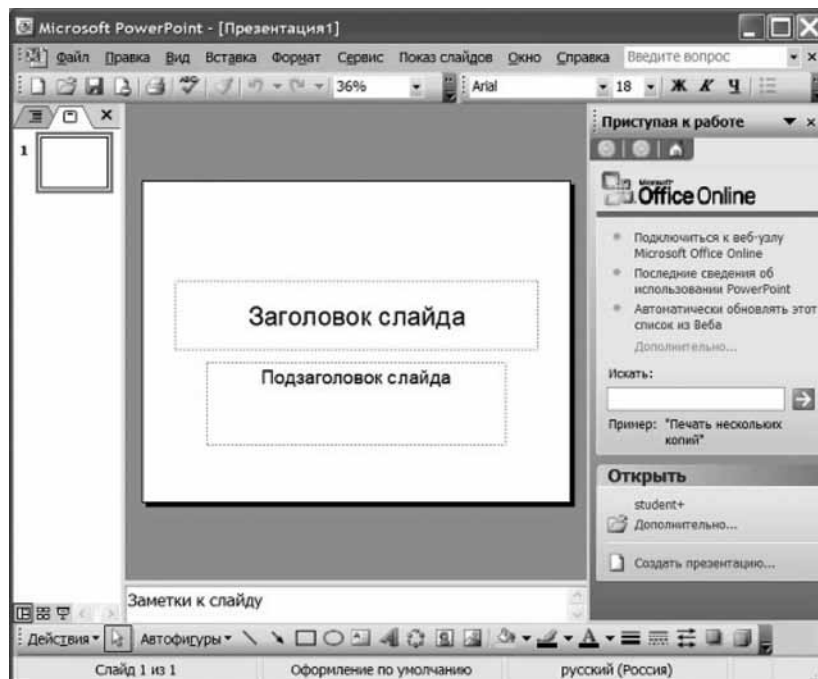 Microsoft PowerPoint - [Презентация1]
Файл Правка Вид Вставка Формат Сервис Показ слайдов Окно Справка Введите вопрос
36% Arial 18 Ж К Ч
Приступая к работе
1
Microsoft
Office Online
Подключиться к веб-узлу
Microsoft Office Online
Последние сведения об
использовании PowerPoint
Автоматически обновлять этот
список из Веба
Дополнительно...
Искать:
Пример: "Печать нескольких
копий"
Заголовок слайда
Подзаголовок слайда
Открыть
student+
Дополнительно...
Создать презентацию...
Заметки к слайду
Действия Автофигуры
Слайд 1 из 1 Оформление по умолчанию русский (Россия)